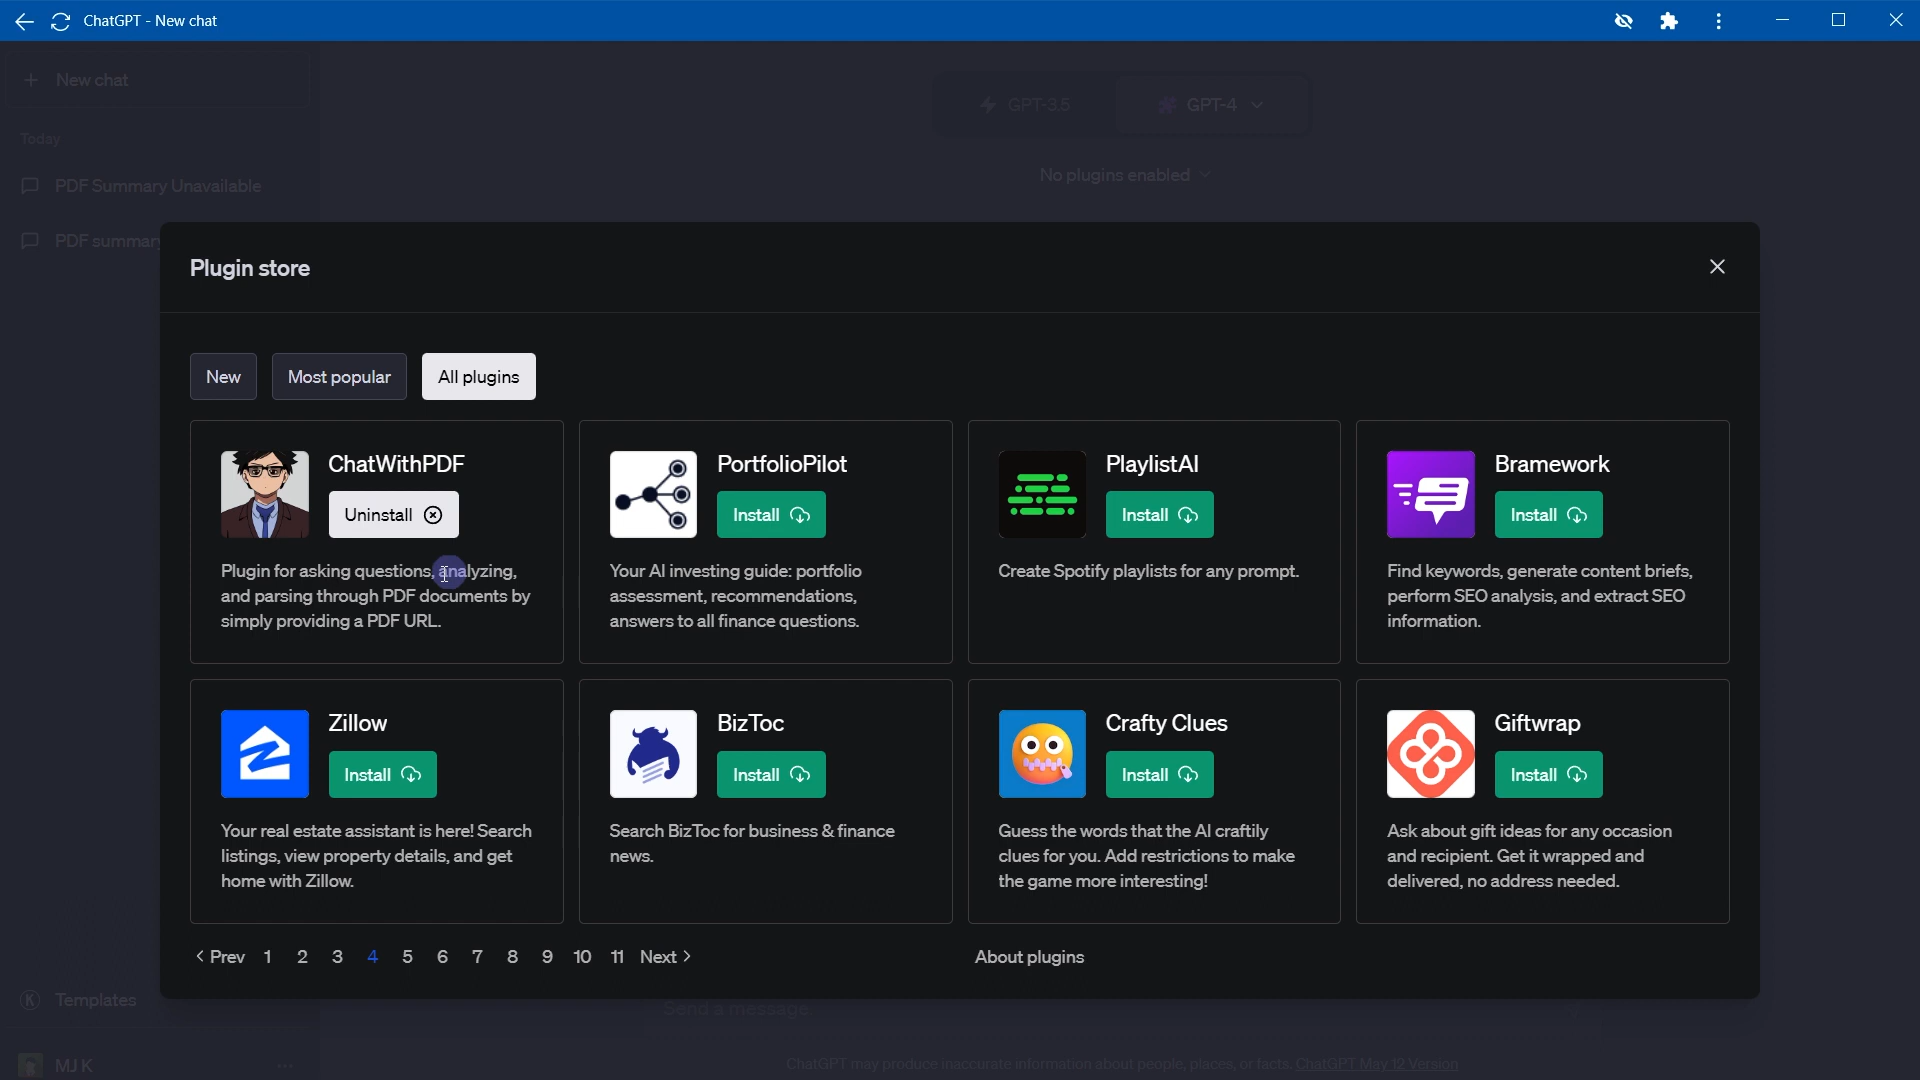 ChatGPT - New chat
New chat
GPT-3.5
GPT-4
Today
No plugins enabled
PDF Summary Unavailable
PDF summary
Plugin store
New
Most popular
All plugins
ChatWithPDF
Uninstall
Plugin for asking questions, analyzing,
and parsing through PDF documents by
simply providing a PDF URL.
PortfolioPilot
Install
Your AI investing guide: portfolio
assessment, recommendations,
answers to all finance questions.
PlaylistAI
Install
Create Spotify playlists for any prompt.
Bramework
Install
Find keywords, generate content briefs,
perform SEO analysis, and extract SEO
information.
Zillow
Install
Your real estate assistant is here! Search
listings, view property details, and get
home with Zillow.
BizToc
Install
Search BizToc for business & finance
news.
Crafty Clues
Install
Guess the words that the AI craftily
clues for you. Add restrictions to make
the game more interesting!
Giftwrap
Install
Ask about gift ideas for any occasion
and recipient. Get it wrapped and
delivered, no address needed.
Prev 1 2 3 4 5 6 7 8 9 10 11 Next
About plugins
K Templates
Send a message
MJ K
ChatGPT may produce inaccurate information about people, places, or facts. ChatGPT May 12 Version